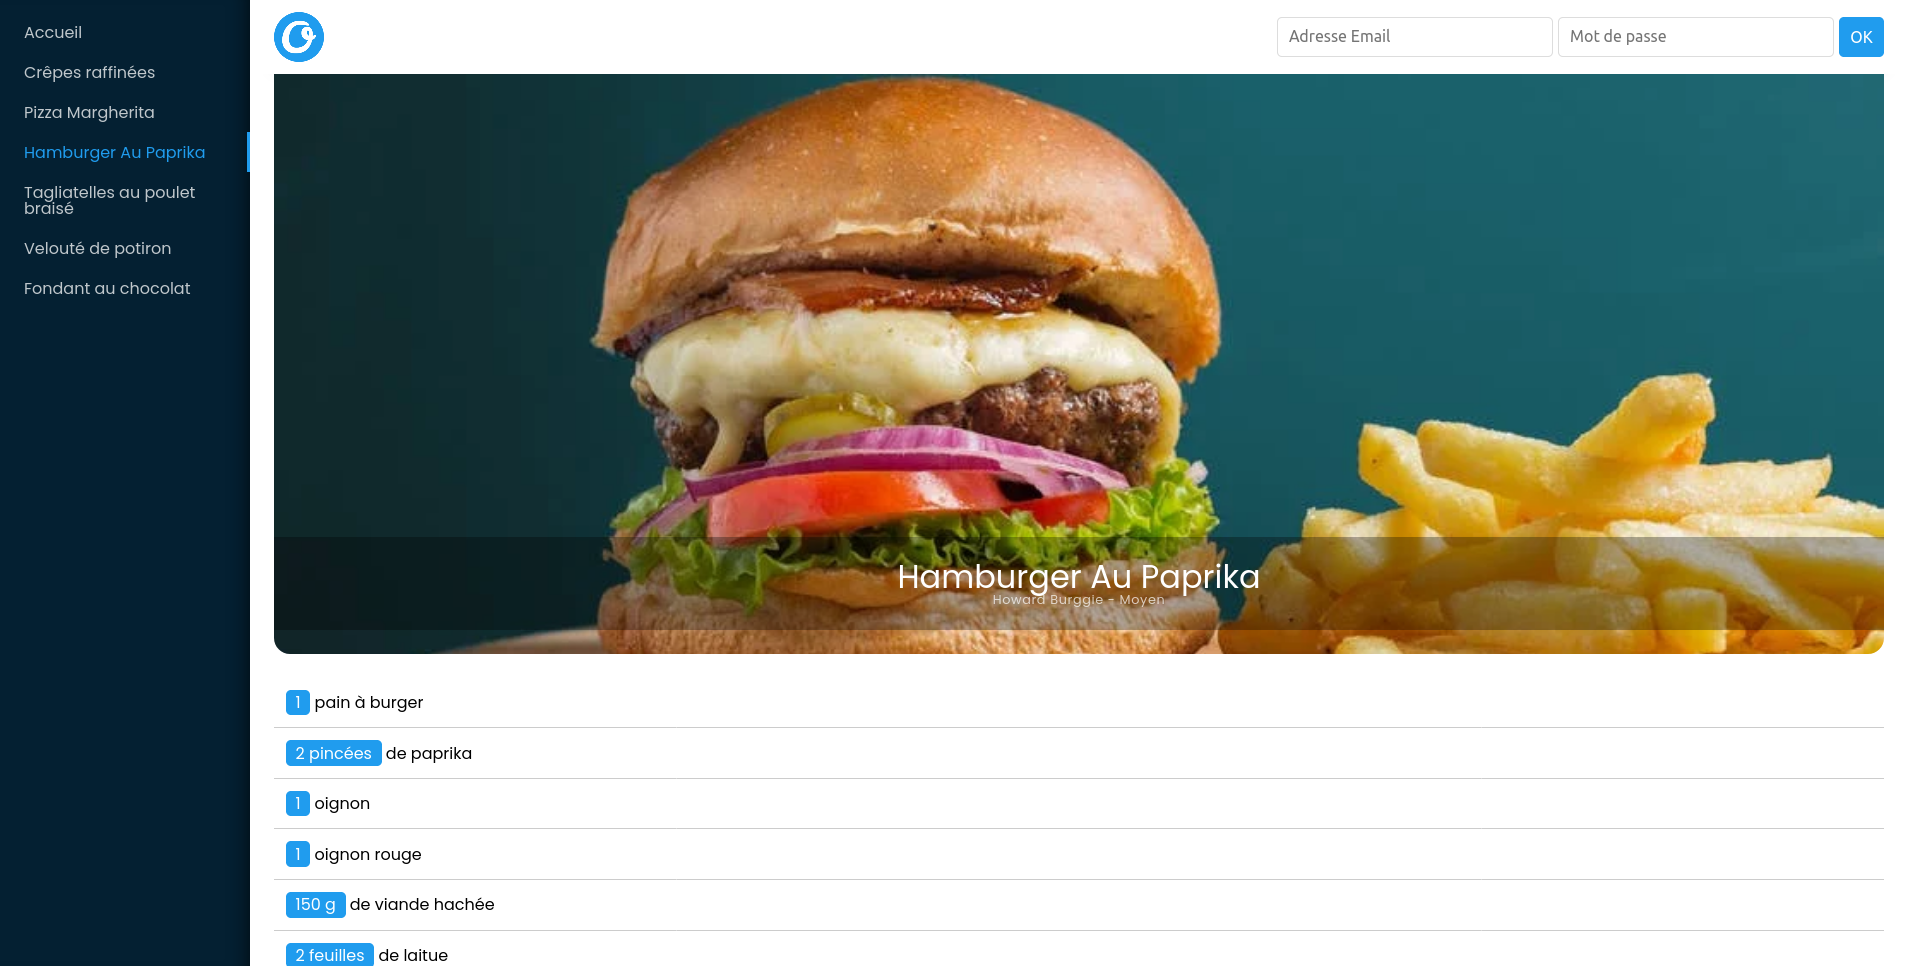 Accueil
Crêpes raffinées
Pizza Margherita
Hamburger Au Paprika
Tagliatelles au poulet
braisé
Velouté de potiron
Fondant au chocolat
Adresse Email
Mot de passe
OK
Hamburger Au Paprika
Howard Burggle - Moyen
1 pain à burger
2 pincées de paprika
1 oignon
1 oignon rouge
150 g de viande hachée
2 feuilles de laitue